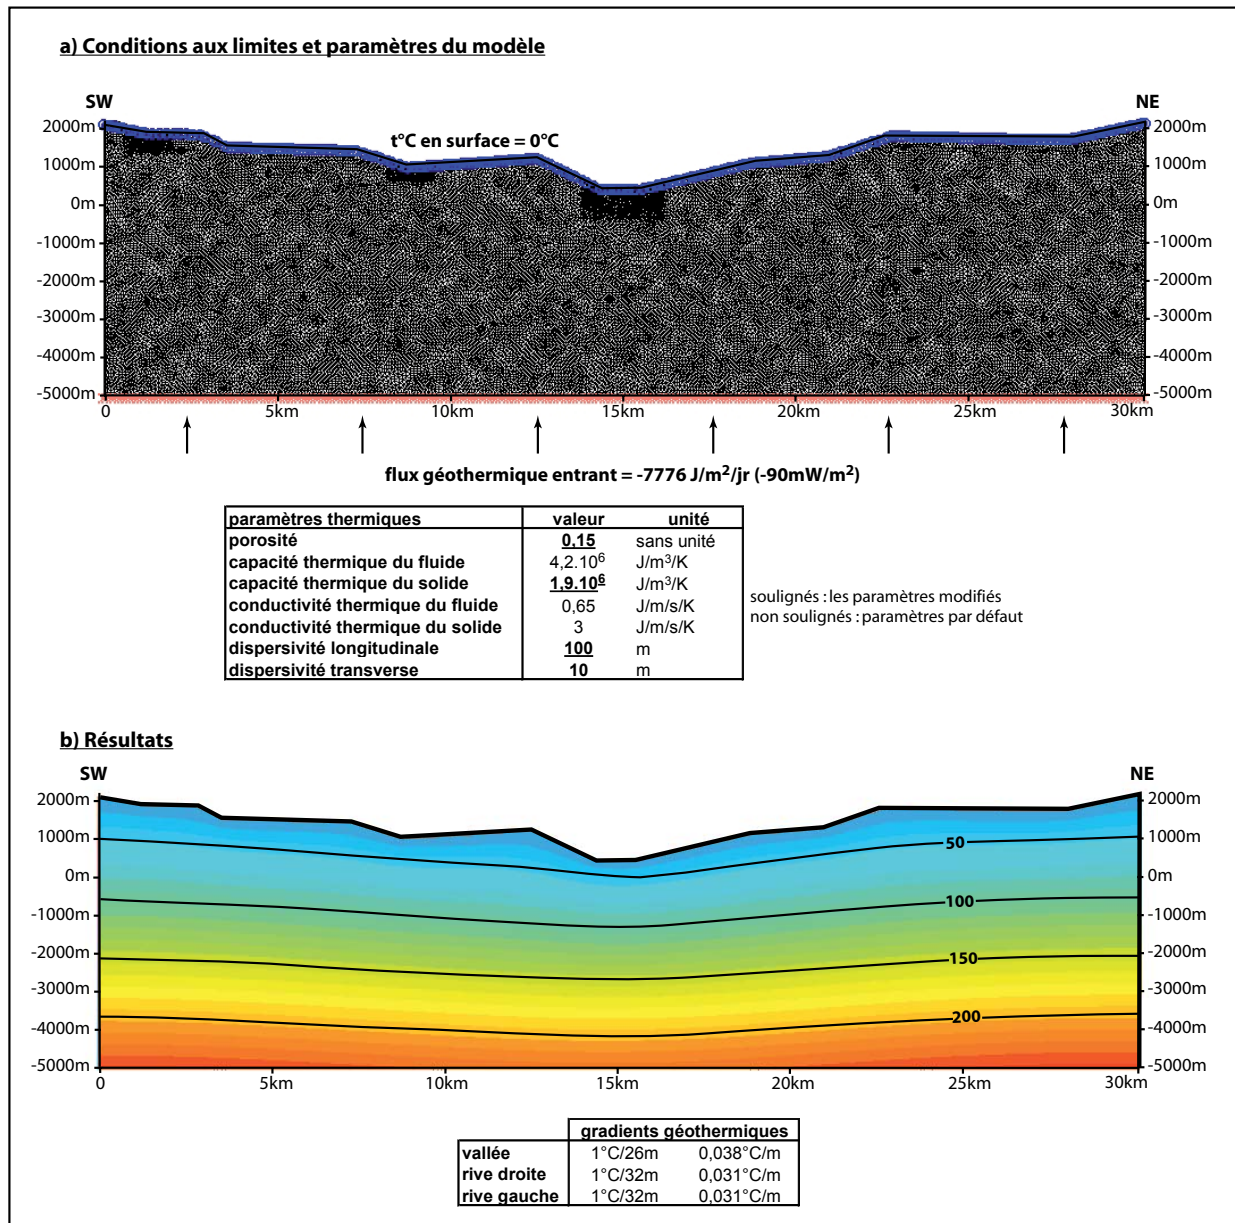 a) Conditions aux limites et paramètres du modèle
SW NE
t°C en surface = 0°C
2000m 2000m
1000m 1000m
0m 0m
-1000m -1000m
-2000m -2000m
-3000m -3000m
-4000m -4000m
-5000m -5000m
0 5km 10km 15km 20km 25km 30km
flux géothermique entrant = -7776 J/m²/jr (-90mW/m²)
paramètres thermiques valeur unité
porosité 0,15 sans unité
capacité thermique du fluide 4,2.10⁶ J/m³/K
capacité thermique du solide 1,9.10⁶ J/m³/K
conductivité thermique du fluide 0,65 J/m/s/K
conductivité thermique du solide 3 J/m/s/K
dispersivité longitudinale 100 m
dispersivité transverse 10 m
soulignés : les paramètres modifiés
non soulignés : paramètres par défaut
b) Résultats
SW NE
2000m 2000m
1000m 50 1000m
0m 0m
100
-1000m -1000m
-2000m 150 -2000m
-3000m -3000m
200
-4000m -4000m
-5000m -5000m
0 5km 10km 15km 20km 25km 30km
gradients géothermiques
vallée 1°C/26m 0,038°C/m
rive droite 1°C/32m 0,031°C/m
rive gauche 1°C/32m 0,031°C/m